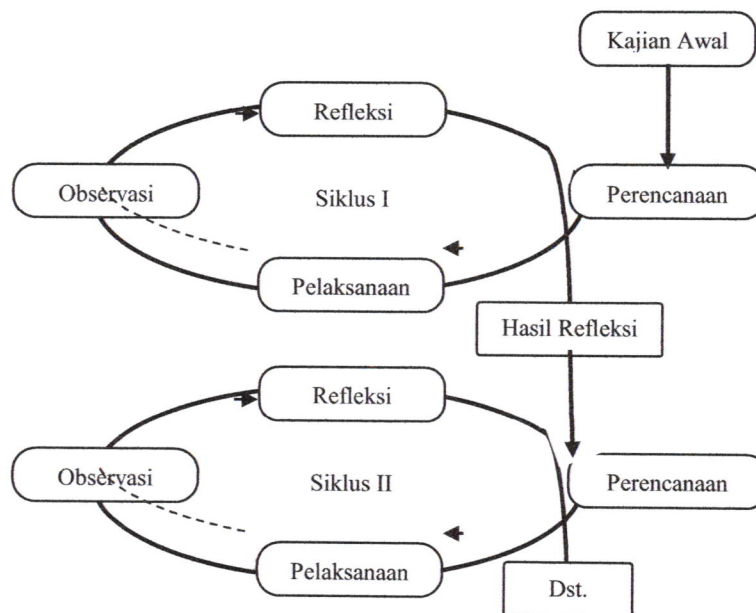 Kajian Awal
Refleksi
Observasi
Siklus I
Perencanaan
Pelaksanaan
Hasil Refleksi
Refleksi
Observasi
Siklus II
Perencanaan
Pelaksanaan
Dst.